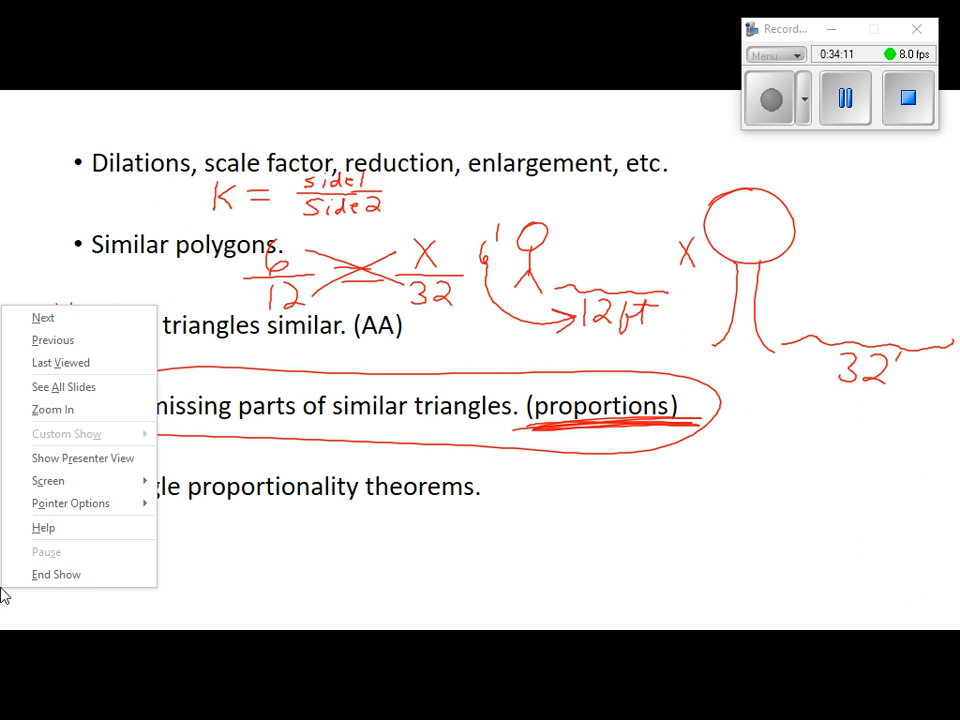 Record...
Menu
0:34:11
8.0 fps
• Dilations, scale factor, reduction, enlargement, etc.
K = side1
Side2
• Similar polygons.
6
12
X
32
6'
12 ft
X
32'
triangles similar. (AA)
missing parts of similar triangles. (proportions)
gle proportionality theorems.
Next
Previous
Last Viewed
See All Slides
Zoom In
Custom Show
Show Presenter View
Screen
Pointer Options
Help
Pause
End Show